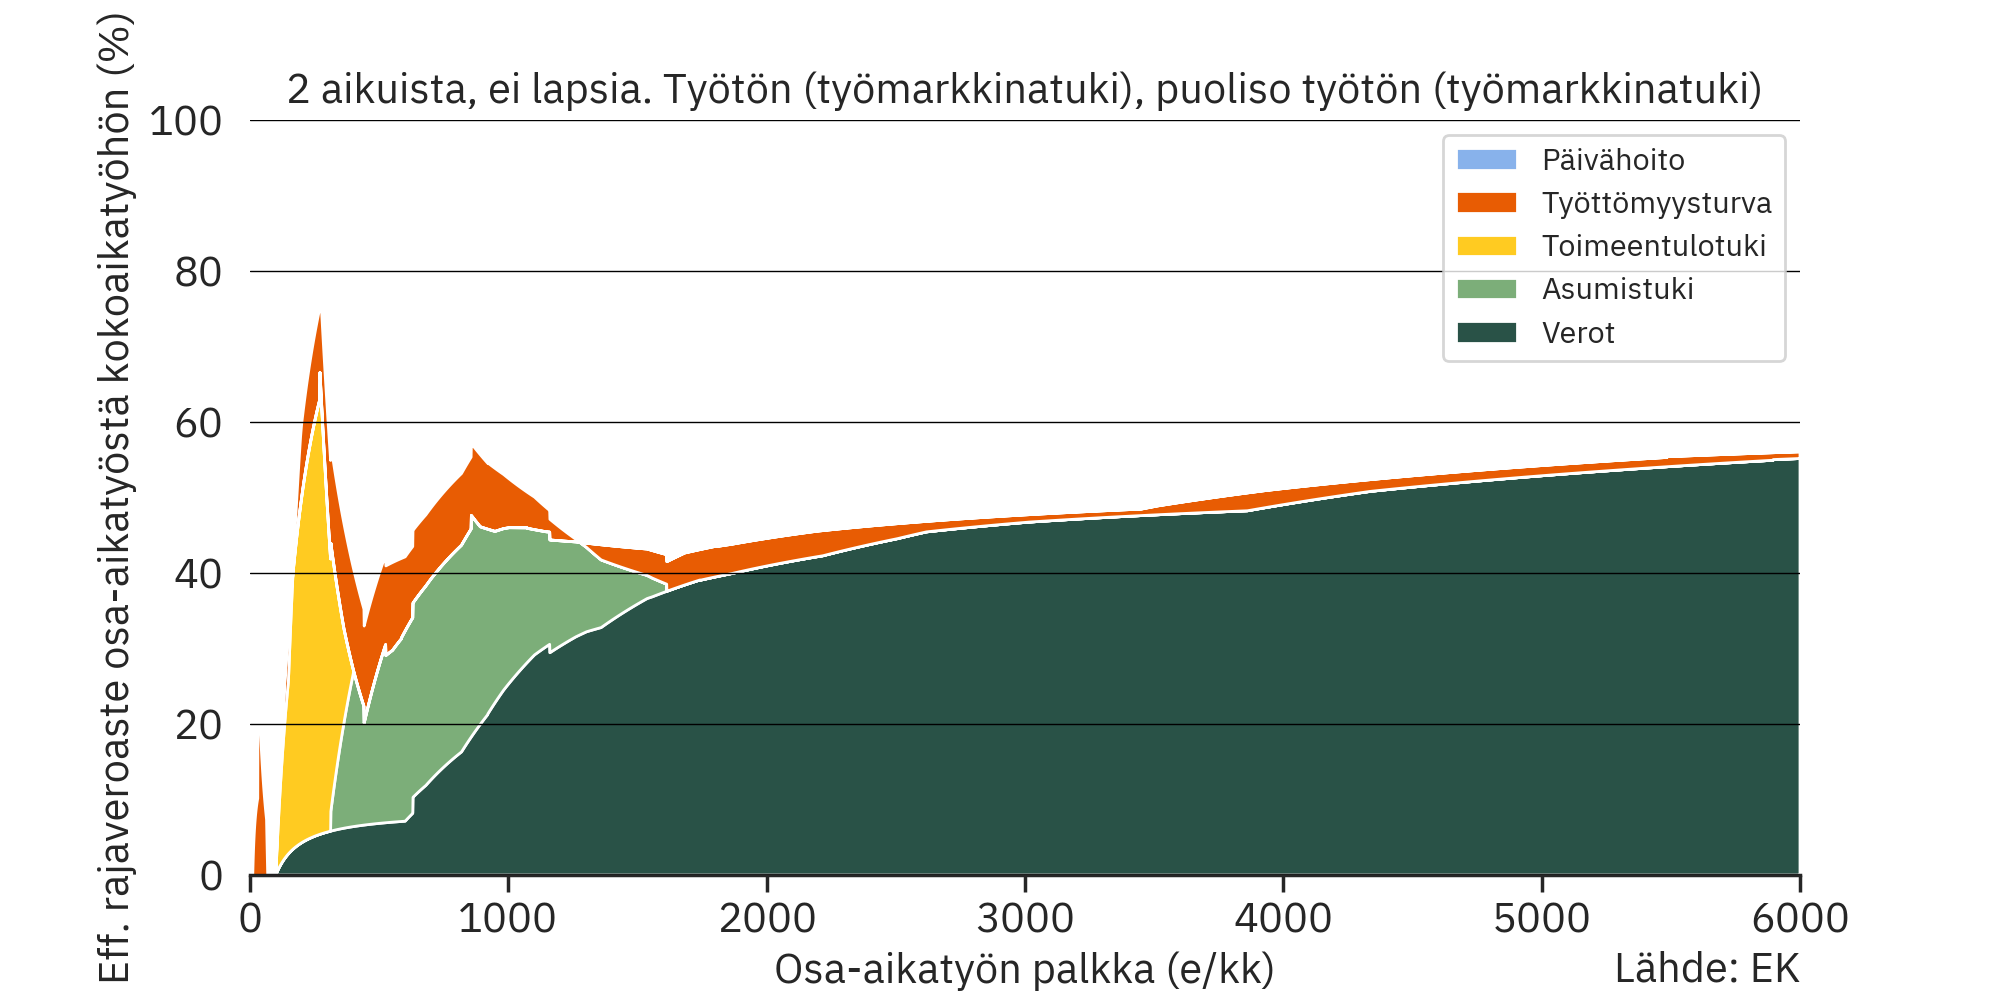 2 aikuista, ei lapsia. Työtön (työmarkkinatuki), puoliso työtön (työmarkkinatuki)
Eff. rajaveroaste osa-aikatyöstä kokoaikatyöhön (%)
100
80
60
40
20
0
Päivähoito
Työttömyysturva
Toimeentulotuki
Asumistuki
Verot
0 1000 2000 3000 4000 5000 6000
Osa-aikatyön palkka (e/kk)
Lähde: EK